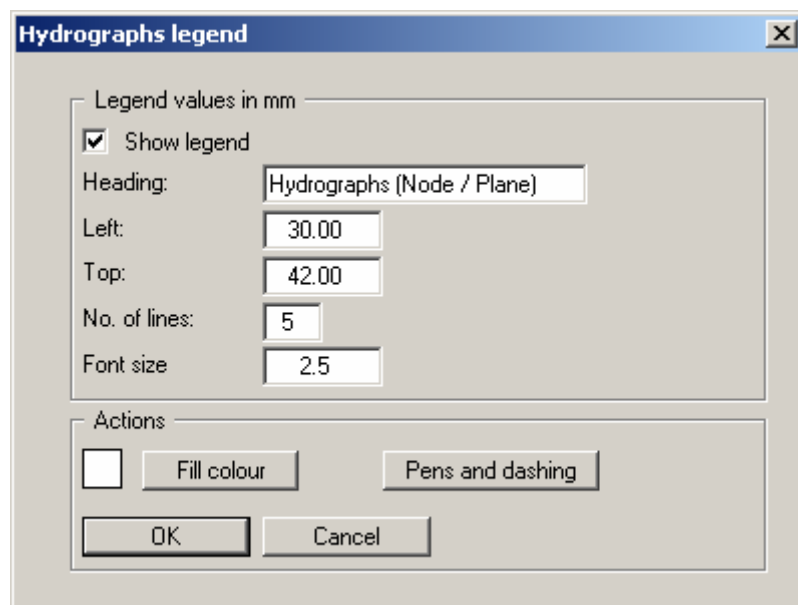 Hydrographs legend
Legend values in mm
Show legend
Heading: Hydrographs (Node / Plane)
Left: 30.00
Top: 42.00
No. of lines: 5
Font size 2.5
Actions
Fill colour Pens and dashing
OK Cancel